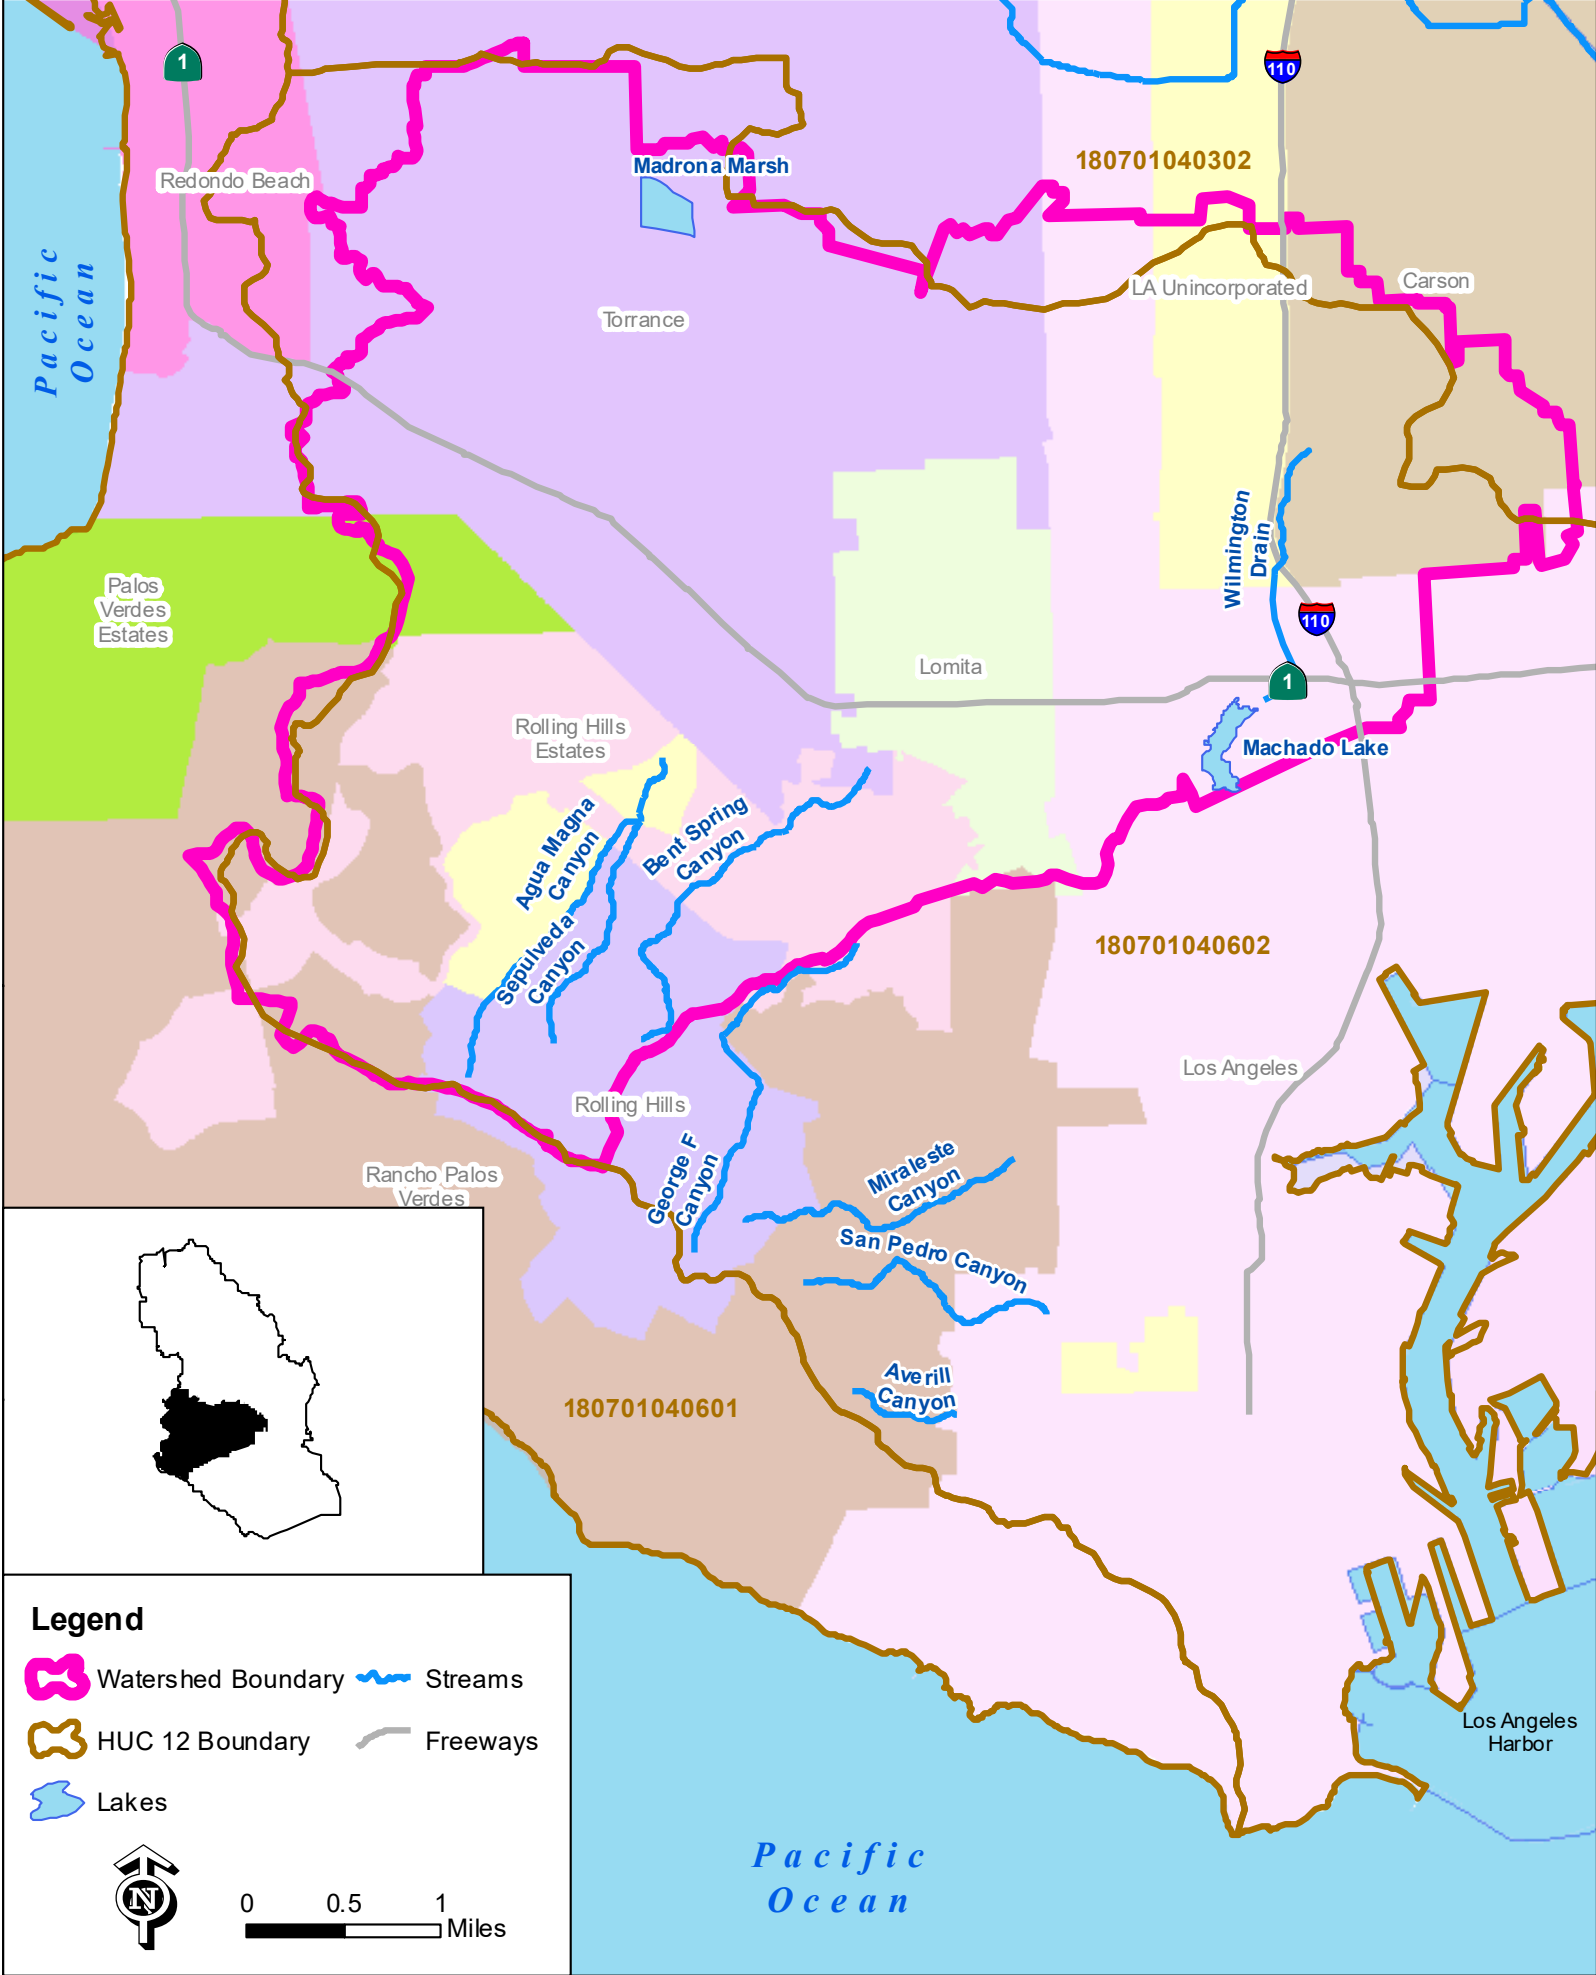 1
110
Madrona Marsh
180701040302
Redondo Beach
Pacific
Ocean
LA Unincorporated
Carson
Torrance
Wilmington
Drain
Palos
Verdes
Estates
110
Lomita
1
Rolling Hills
Estates
Machado Lake
Agua Magna
Canyon
Bent Spring
Canyon
Sepulveda
Canyon
180701040602
Los Angeles
Rolling Hills
George F
Canyon
Miraleste
Canyon
Rancho Palos
Verdes
San Pedro Canyon
Averill
Canyon
180701040601
Legend
Watershed Boundary
Streams
HUC 12 Boundary
Freeways
Lakes
Los Angeles
Harbor
N
0 0.5 1
Miles
Pacific
Ocean